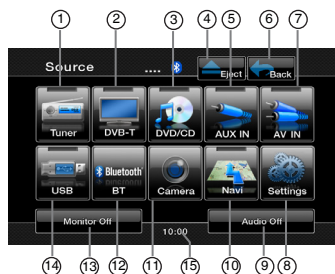 ① ② ③ ④ ⑤ ⑥ ⑦
Source .... Eject Back
Tuner DVB-T DVD/CD AUX IN AV IN
Bluetooth
USB BT Camera Navi Settings
Monitor Off Audio Off
10:00
⑭ ⑬ ⑫ ⑪ ⑮ ⑩ ⑨ ⑧